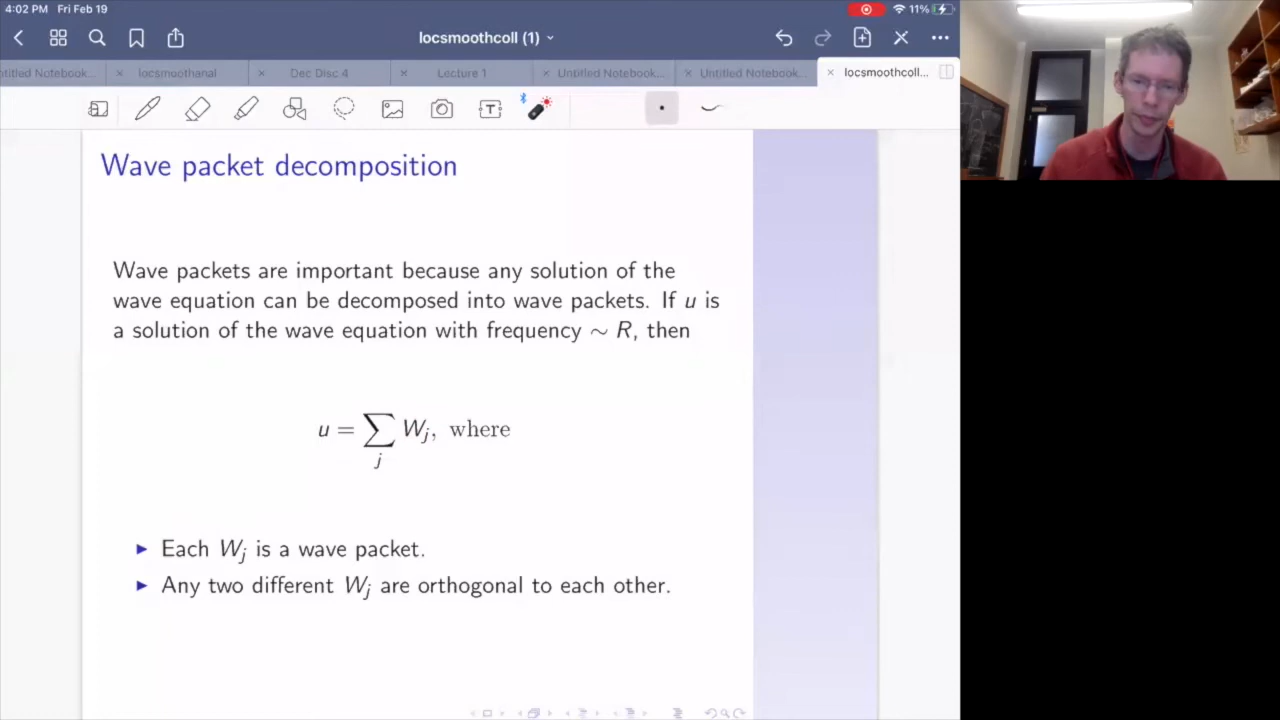 4:02 PM Fri Feb 19
11%
locsmoothcoll (1)
ntitled Notebook...
locsmoothanal
Dec Disc 4
Lecture 1
Untitled Notebook...
Untitled Notebook...
locsmoothcoll...
T
Wave packet decomposition
Wave packets are important because any solution of the
wave equation can be decomposed into wave packets. If u is
a solution of the wave equation with frequency ∼ R, then
u = ∑_j W_j, where
▶ Each W_j is a wave packet.
▶ Any two different W_j are orthogonal to each other.